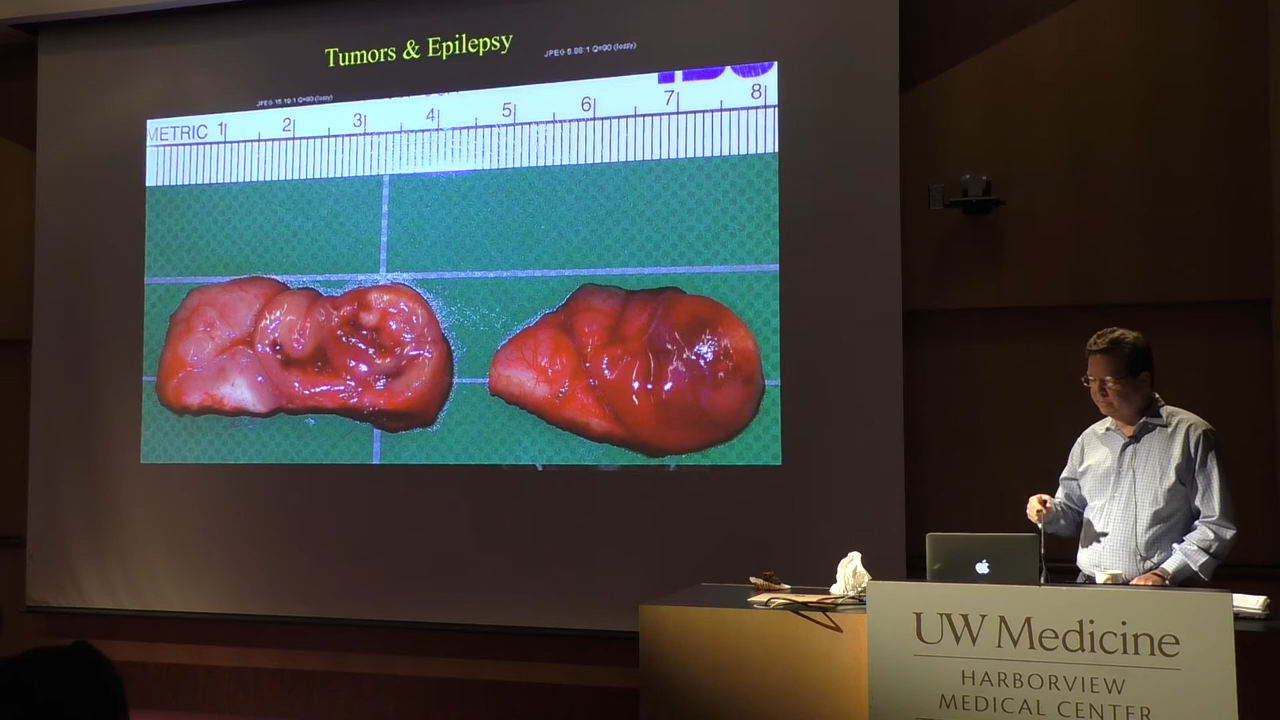 Tumors & Epilepsy
METRIC 1 2 3 4 5 6 7 8
UW Medicine
HARBORVIEW
MEDICAL CENTER